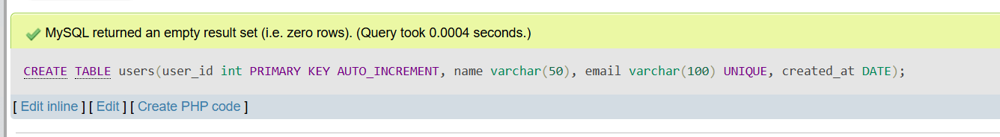 MySQL returned an empty result set (i.e. zero rows). (Query took 0.0004 seconds.)
CREATE TABLE users(user_id int PRIMARY KEY AUTO_INCREMENT, name varchar(50), email varchar(100) UNIQUE, created_at DATE);
[ Edit inline ] [ Edit ] [ Create PHP code ]